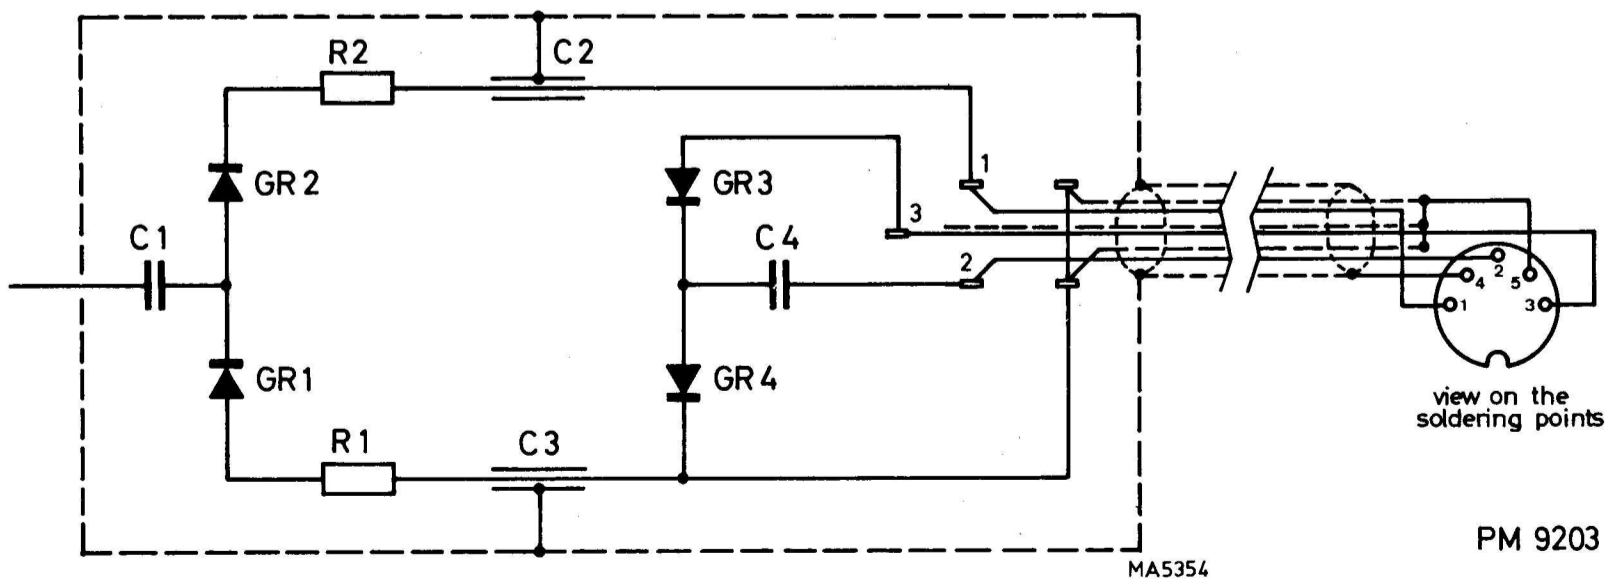 R2
C2
GR2
GR3
1
3
C1
C4
2
2
4
5
1
3
GR1
GR4
view on the
soldering points
R1
C3
PM 9203
MA5354